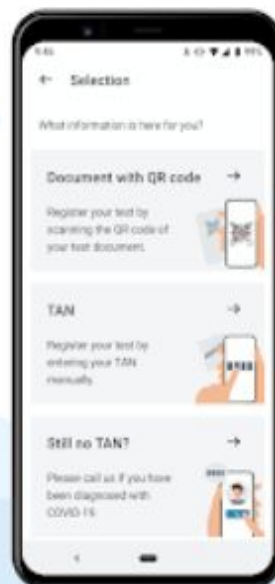 ← Selection
What information is here for you?
Document with QR code →
Register your test by
scanning the QR code of
your test document.
TAN →
Register your test by
entering your TAN
manually.
Still no TAN? →
Please call us if you have
been diagnosed with
COVID-19